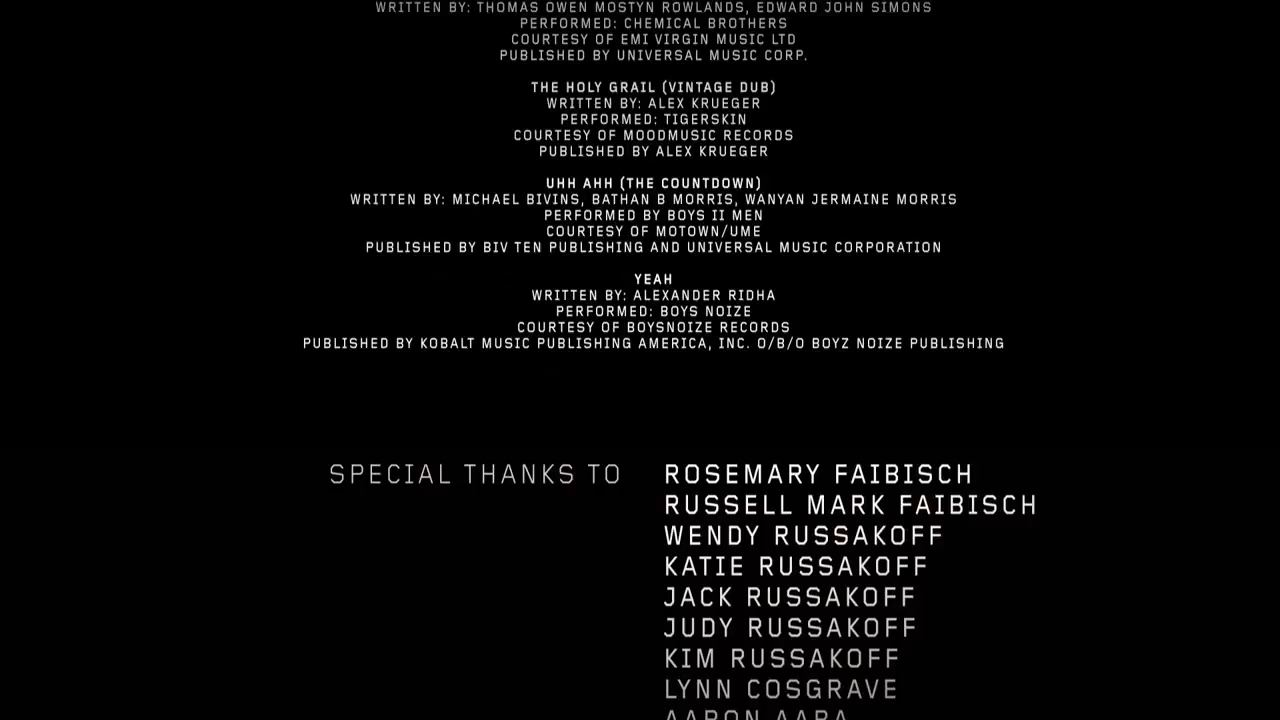 WRITTEN BY: THOMAS OWEN MOSTYN ROWLANDS, EDWARD JOHN SIMONS
PERFORMED: CHEMICAL BROTHERS
COURTESY OF EMI VIRGIN MUSIC LTD
PUBLISHED BY UNIVERSAL MUSIC CORP.
THE HOLY GRAIL (VINTAGE DUB)
WRITTEN BY: ALEX KRUEGER
PERFORMED: TIGERSKIN
COURTESY OF MOODMUSIC RECORDS
PUBLISHED BY ALEX KRUEGER
UHH AHH (THE COUNTDOWN)
WRITTEN BY: MICHAEL BIVINS, BATHAN B MORRIS, WANYAN JERMAINE MORRIS
PERFORMED BY BOYS II MEN
COURTESY OF MOTOWN/UME
PUBLISHED BY BIV TEN PUBLISHING AND UNIVERSAL MUSIC CORPORATION
YEAH
WRITTEN BY: ALEXANDER RIDHA
PERFORMED: BOYS NOIZE
COURTESY OF BOYSNOIZE RECORDS
PUBLISHED BY KOBALT MUSIC PUBLISHING AMERICA, INC. O/B/O BOYZ NOIZE PUBLISHING
SPECIAL THANKS TO ROSEMARY FAIBISCH
RUSSELL MARK FAIBISCH
WENDY RUSSAKOFF
KATIE RUSSAKOFF
JACK RUSSAKOFF
JUDY RUSSAKOFF
KIM RUSSAKOFF
LYNN COSGRAVE
AARON